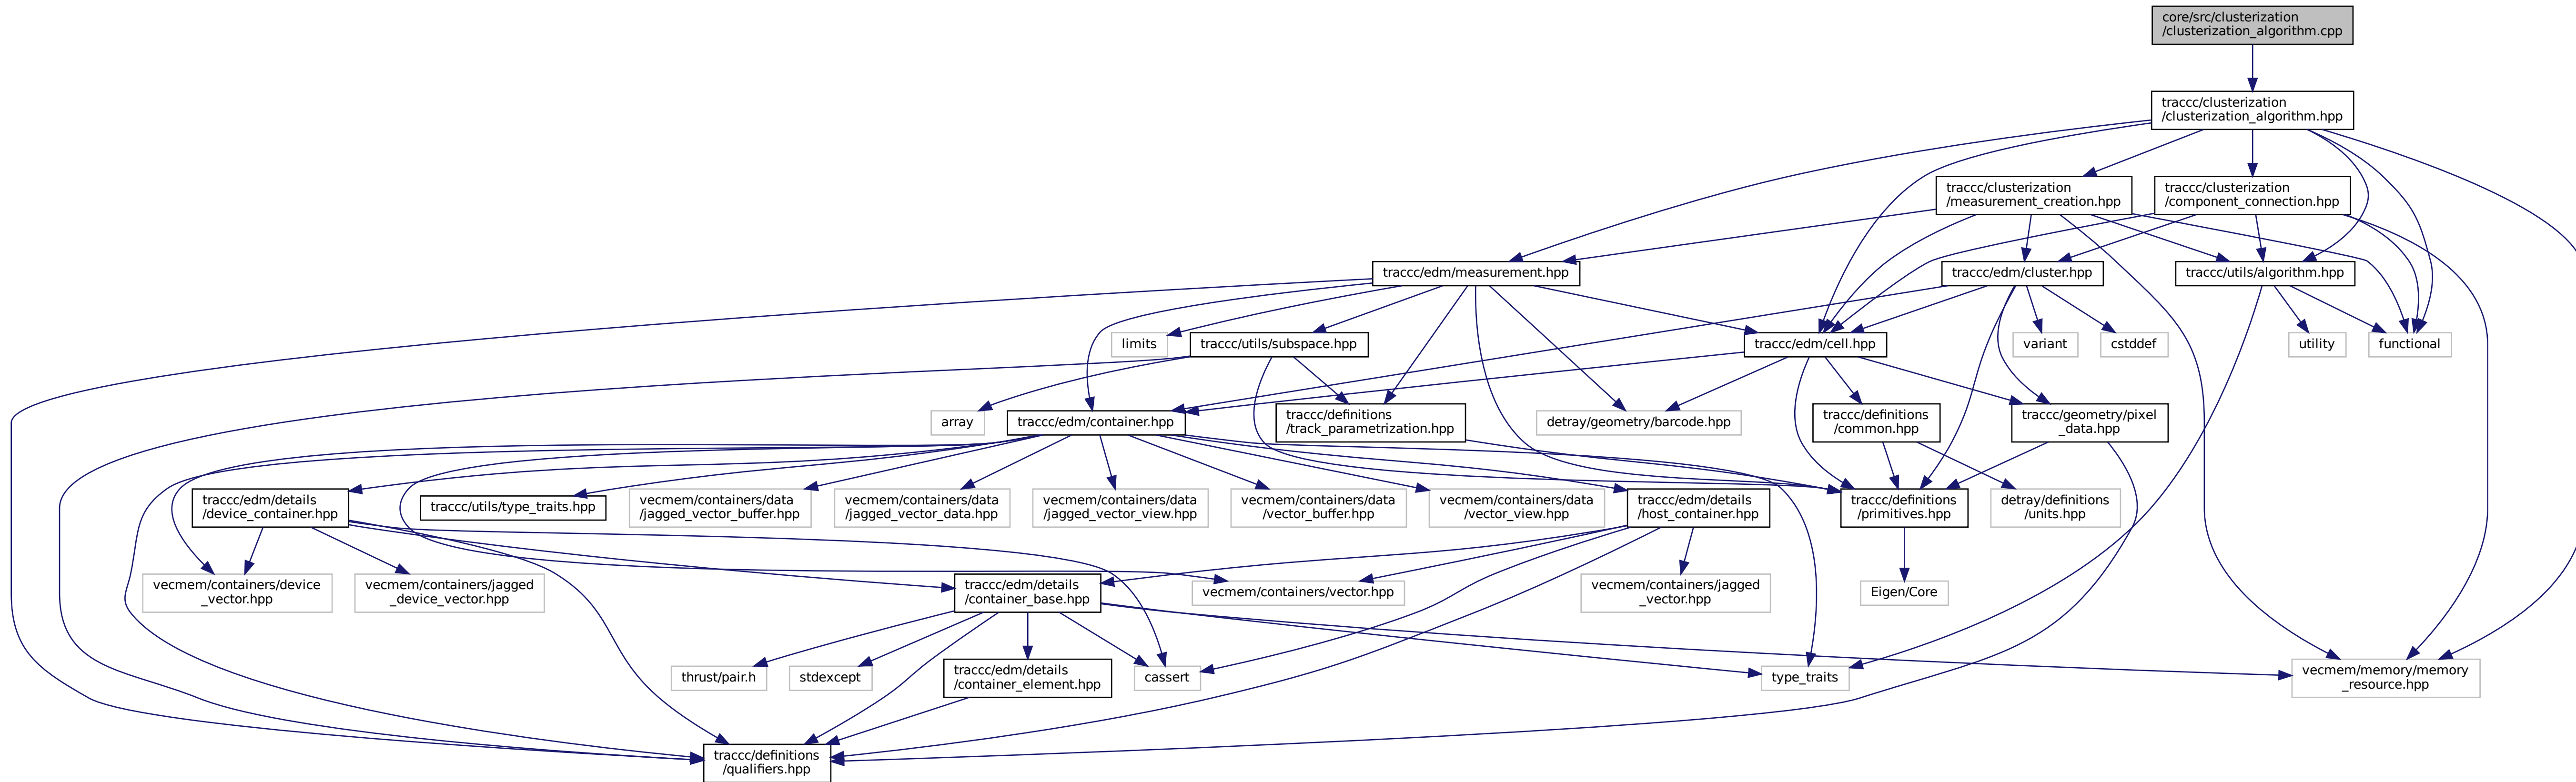 core/src/clusterization
/clusterization_algorithm.cpp
traccc/clusterization
/clusterization_algorithm.hpp
traccc/clusterization
/measurement_creation.hpp
traccc/clusterization
/component_connection.hpp
traccc/edm/measurement.hpp
traccc/edm/cluster.hpp
traccc/utils/algorithm.hpp
limits
traccc/utils/subspace.hpp
traccc/edm/cell.hpp
variant
cstddef
utility
functional
array
traccc/edm/container.hpp
traccc/definitions
/track_parametrization.hpp
detray/geometry/barcode.hpp
traccc/definitions
/common.hpp
traccc/geometry/pixel
_data.hpp
traccc/edm/details
/device_container.hpp
traccc/utils/type_traits.hpp
vecmem/containers/data
/jagged_vector_buffer.hpp
vecmem/containers/data
/jagged_vector_data.hpp
vecmem/containers/data
/jagged_vector_view.hpp
vecmem/containers/data
/vector_buffer.hpp
vecmem/containers/data
/vector_view.hpp
traccc/edm/details
/host_container.hpp
traccc/definitions
/primitives.hpp
detray/definitions
/units.hpp
vecmem/containers/device
_vector.hpp
vecmem/containers/jagged
_device_vector.hpp
traccc/edm/details
/container_base.hpp
vecmem/containers/vector.hpp
vecmem/containers/jagged
_vector.hpp
Eigen/Core
thrust/pair.h
stdexcept
traccc/edm/details
/container_element.hpp
cassert
type_traits
vecmem/memory/memory
_resource.hpp
traccc/definitions
/qualifiers.hpp